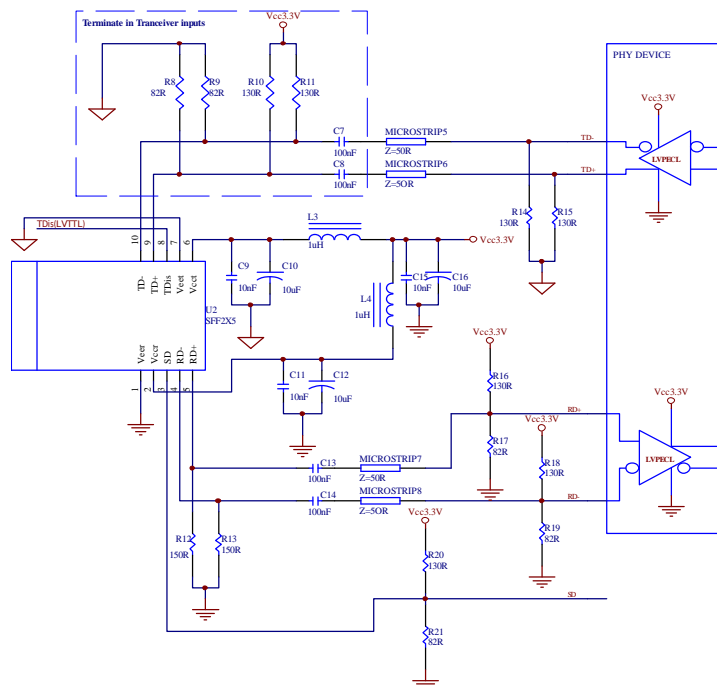 Terminate in Tranceiver inputs
Vcc3.3V
R8
82R
R9
82R
R10
130R
R11
130R
PHY DEVICE
Vcc3.3V
LVPECL
C7
100nF
MICROSTRIP5
Z=50R
TD-
C8
100nF
MICROSTRIP6
Z=5OR
TD+
R14
130R
R15
130R
TDis(LVTTL)
10
9
8
7
6
TD-
TD+
TDis
Veet
Vcct
U2
SFF2X5
Veer
Vccr
SD
RD-
RD+
1
2
3
4
5
L3
1uH
Vcc3.3V
C9
10nF
C10
10uF
C15
10nF
C16
10uF
L4
1uH
C11
10nF
C12
10uF
Vcc3.3V
R16
130R
R17
82R
RD+
Vcc3.3V
R18
130R
RD-
R19
82R
Vcc3.3V
LVPECL
C13
100nF
MICROSTRIP7
Z=50R
C14
100nF
MICROSTRIP8
Z=5OR
R12
150R
R13
150R
Vcc3.3V
R20
130R
SD
R21
82R